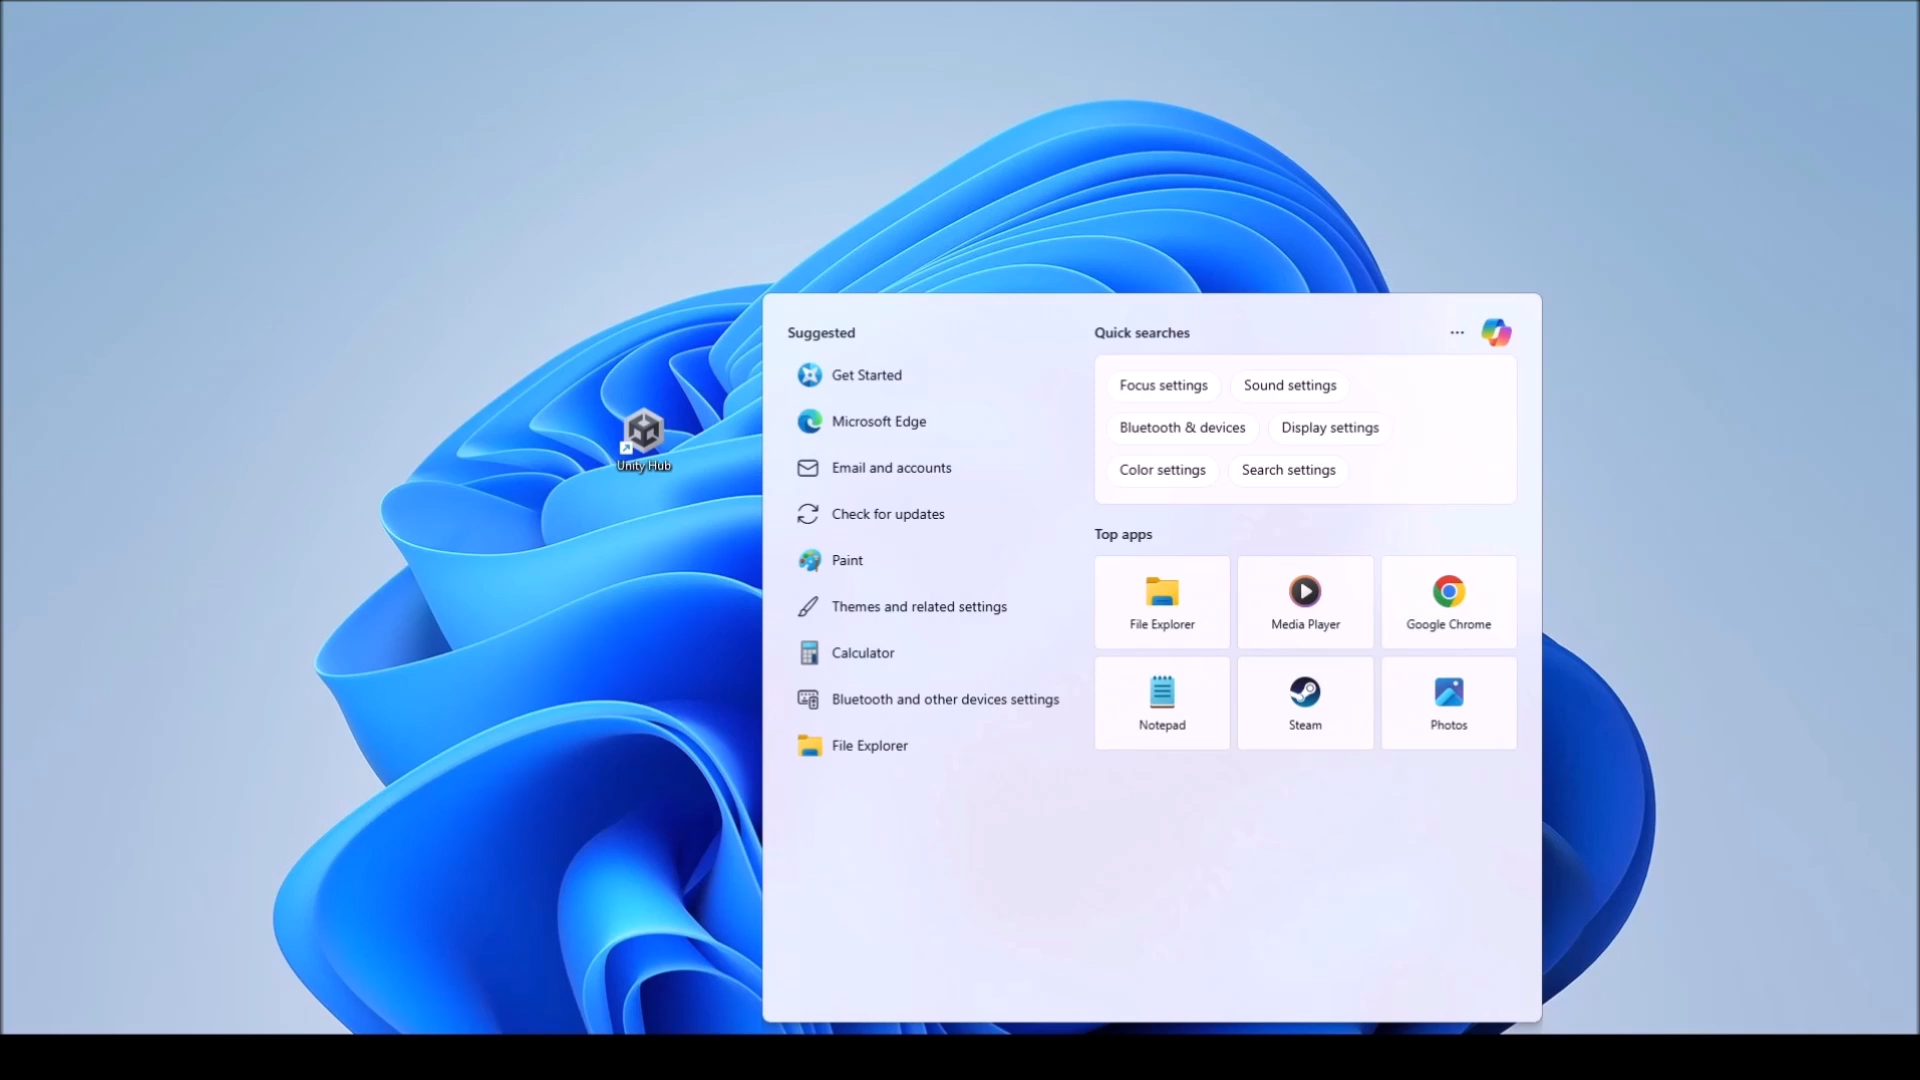 Unity Hub
Suggested
Get Started
Microsoft Edge
Email and accounts
Check for updates
Paint
Themes and related settings
Calculator
Bluetooth and other devices settings
File Explorer
Quick searches
Focus settings
Sound settings
Bluetooth & devices
Display settings
Color settings
Search settings
Top apps
File Explorer
Media Player
Google Chrome
Notepad
Steam
Photos